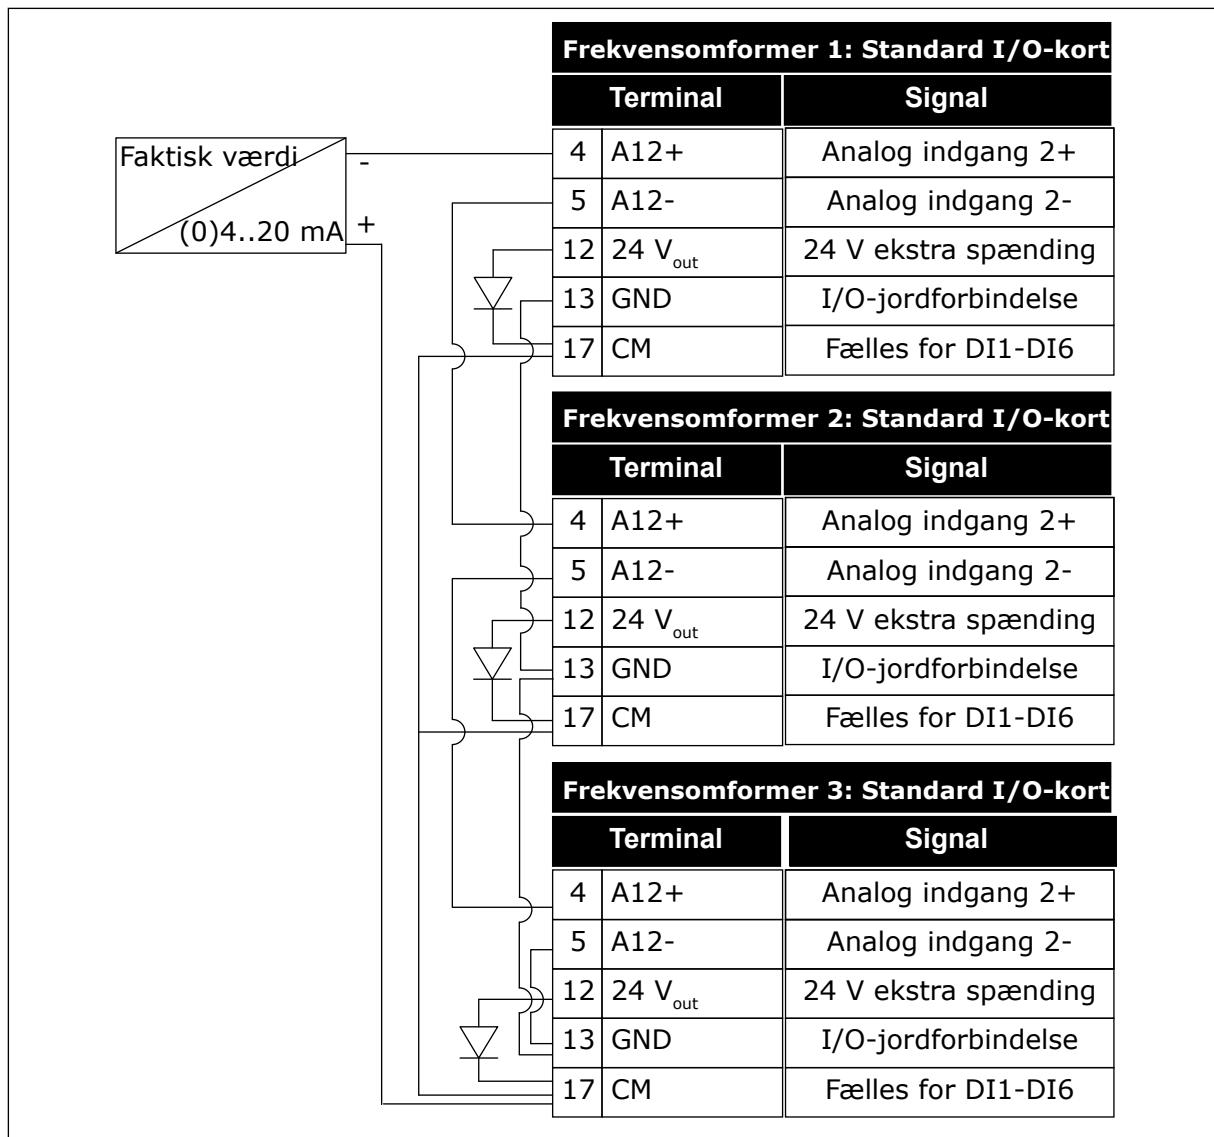 Frekvensomformer 1: Standard I/O-kort
Terminal Signal
Faktisk værdi -
(0)4..20 mA +
4 A12+ Analog indgang 2+
5 A12- Analog indgang 2-
12 24 Vout 24 V ekstra spænding
13 GND I/O-jordforbindelse
17 CM Fælles for DI1-DI6
Frekvensomformer 2: Standard I/O-kort
Terminal Signal
4 A12+ Analog indgang 2+
5 A12- Analog indgang 2-
12 24 Vout 24 V ekstra spænding
13 GND I/O-jordforbindelse
17 CM Fælles for DI1-DI6
Frekvensomformer 3: Standard I/O-kort
Terminal Signal
4 A12+ Analog indgang 2+
5 A12- Analog indgang 2-
12 24 Vout 24 V ekstra spænding
13 GND I/O-jordforbindelse
17 CM Fælles for DI1-DI6